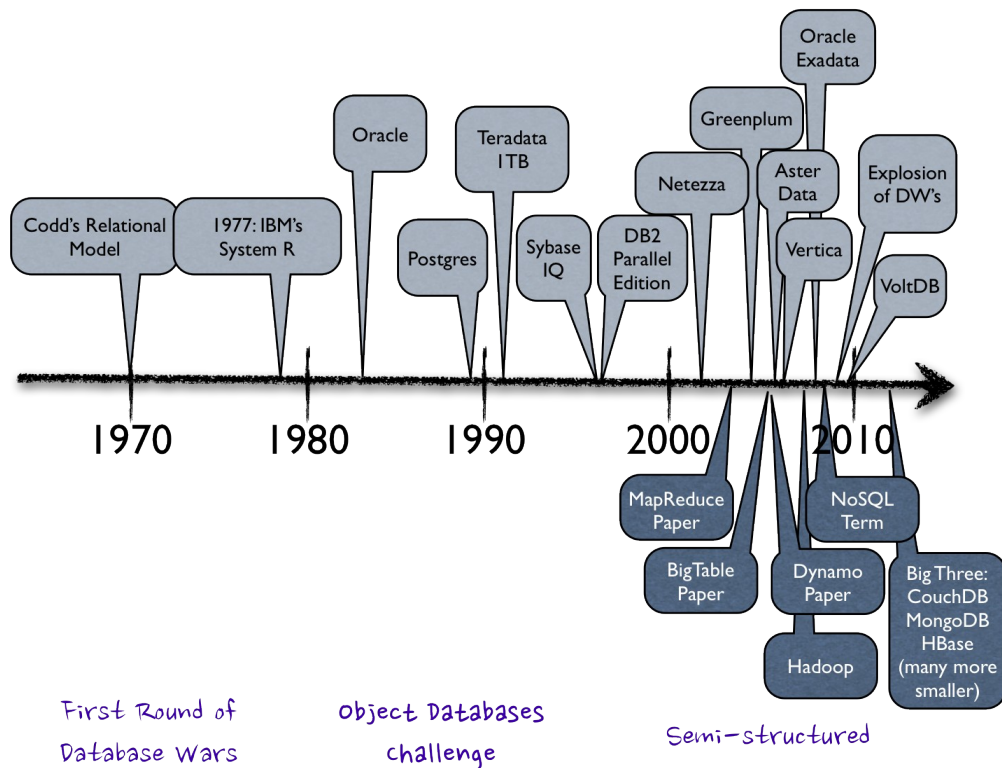 Oracle
Exadata
Oracle
Teradata
1TB
Greenplum
Netezza
Aster
Data
Explosion
of DW's
Codd's Relational
Model
1977: IBM's
System R
Postgres
Sybase
IQ
DB2
Parallel
Edition
Vertica
VoltDB
1970
1980
1990
2000
2010
MapReduce
Paper
NoSQL
Term
BigTable
Paper
Dynamo
Paper
Big Three:
CouchDB
MongoDB
HBase
(many more
smaller)
Hadoop
First Round of
Database Wars
Object Databases
Challenge
Semi-structured